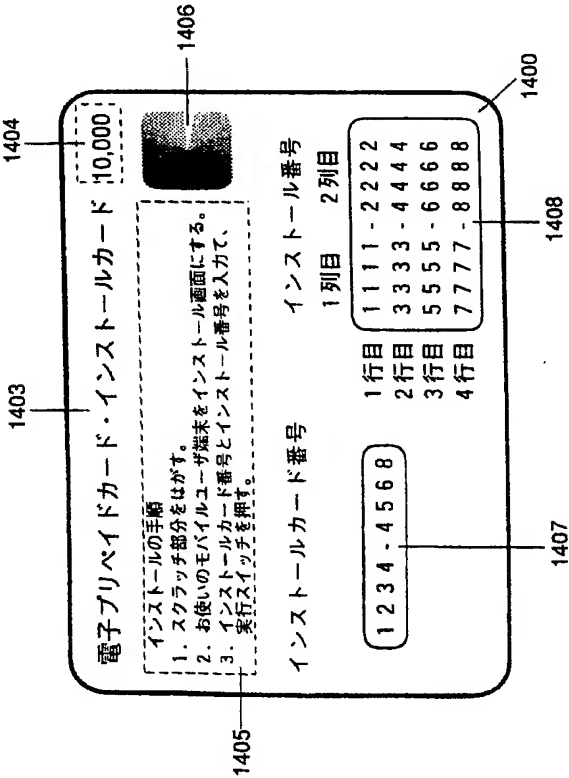 1403
1404
1406
電子プリペイドカード・インストールカード
10,000
インストールの手順
1. スクラッチ部分をはがす。
2. お使いのモバイルユーザ端末をインストール画面にする。
3. インストールカード番号とインストール番号を入力て、
実行スイッチを押す。
1405
インストールカード番号
インストール番号
1列目 2列目
1234-4568
1行目 1111-2222
2行目 3333-4444
3行目 5555-6666
4行目 7777-8888
1407
1408
1400